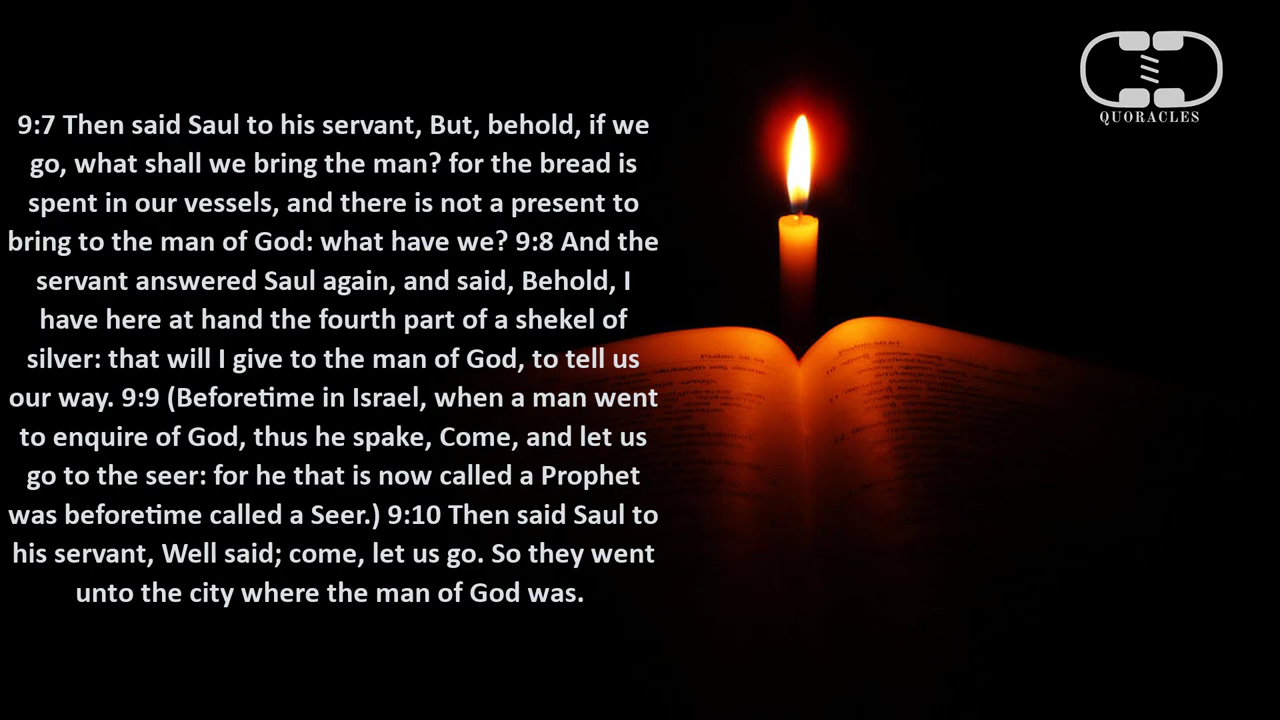 9:7 Then said Saul to his servant, But, behold, if we
go, what shall we bring the man? for the bread is
spent in our vessels, and there is not a present to
bring to the man of God: what have we? 9:8 And the
servant answered Saul again, and said, Behold, I
have here at hand the fourth part of a shekel of
silver: that will I give to the man of God, to tell us
our way. 9:9 (Beforetime in Israel, when a man went
to enquire of God, thus he spake, Come, and let us
go to the seer: for he that is now called a Prophet
was beforetime called a Seer.) 9:10 Then said Saul to
his servant, Well said; come, let us go. So they went
unto the city where the man of God was.
QUORACLES